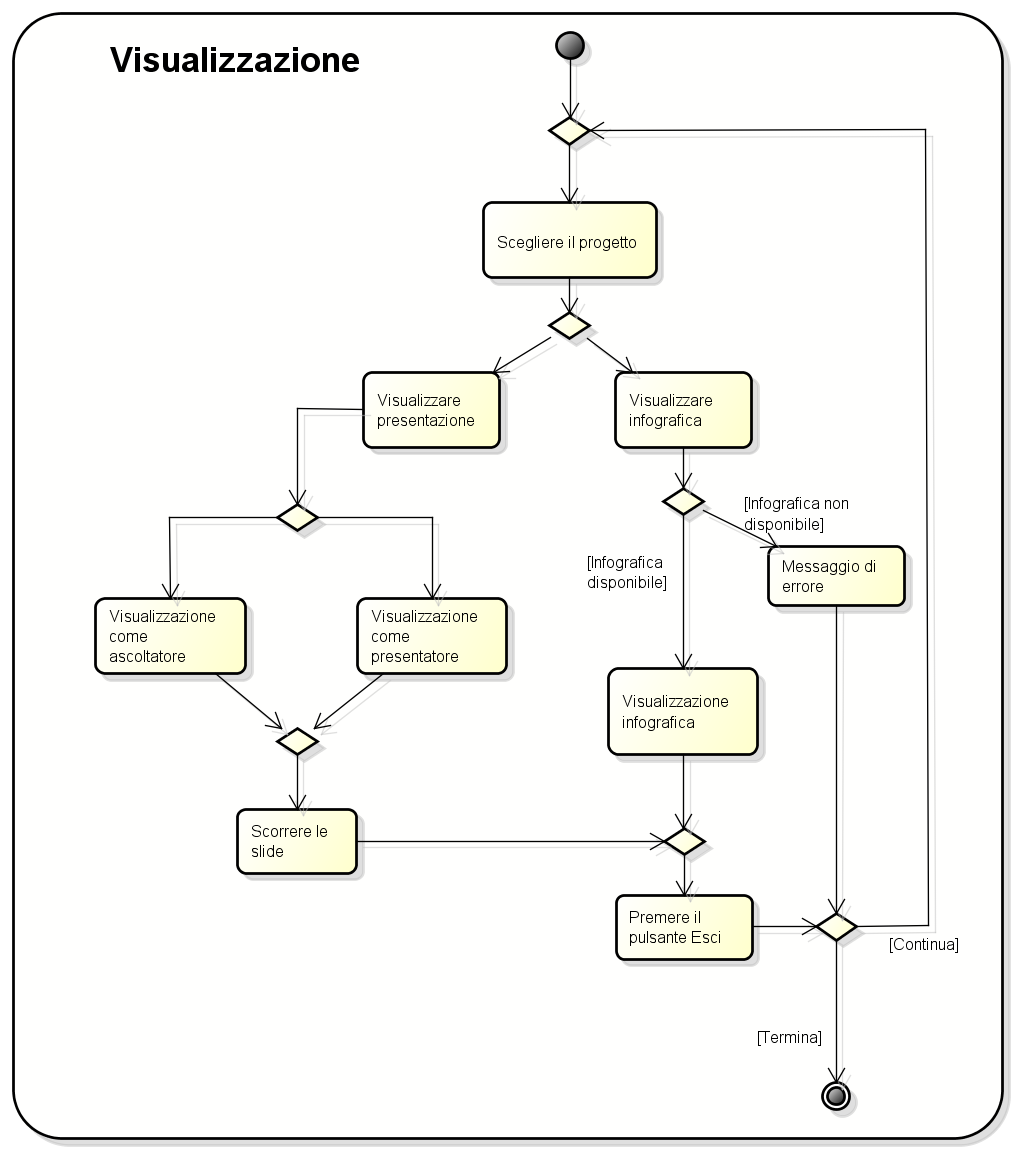 Visualizzazione
Scegliere il progetto
Visualizzare
presentazione
Visualizzare
infografica
[Infografica non
disponibile]
[Infografica
disponibile]
Messaggio di
errore
Visualizzazione
come
ascoltatore
Visualizzazione
come
presentatore
Visualizzazione
infografica
Scorrere le
slide
Premere il
pulsante Esci
[Continua]
[Termina]